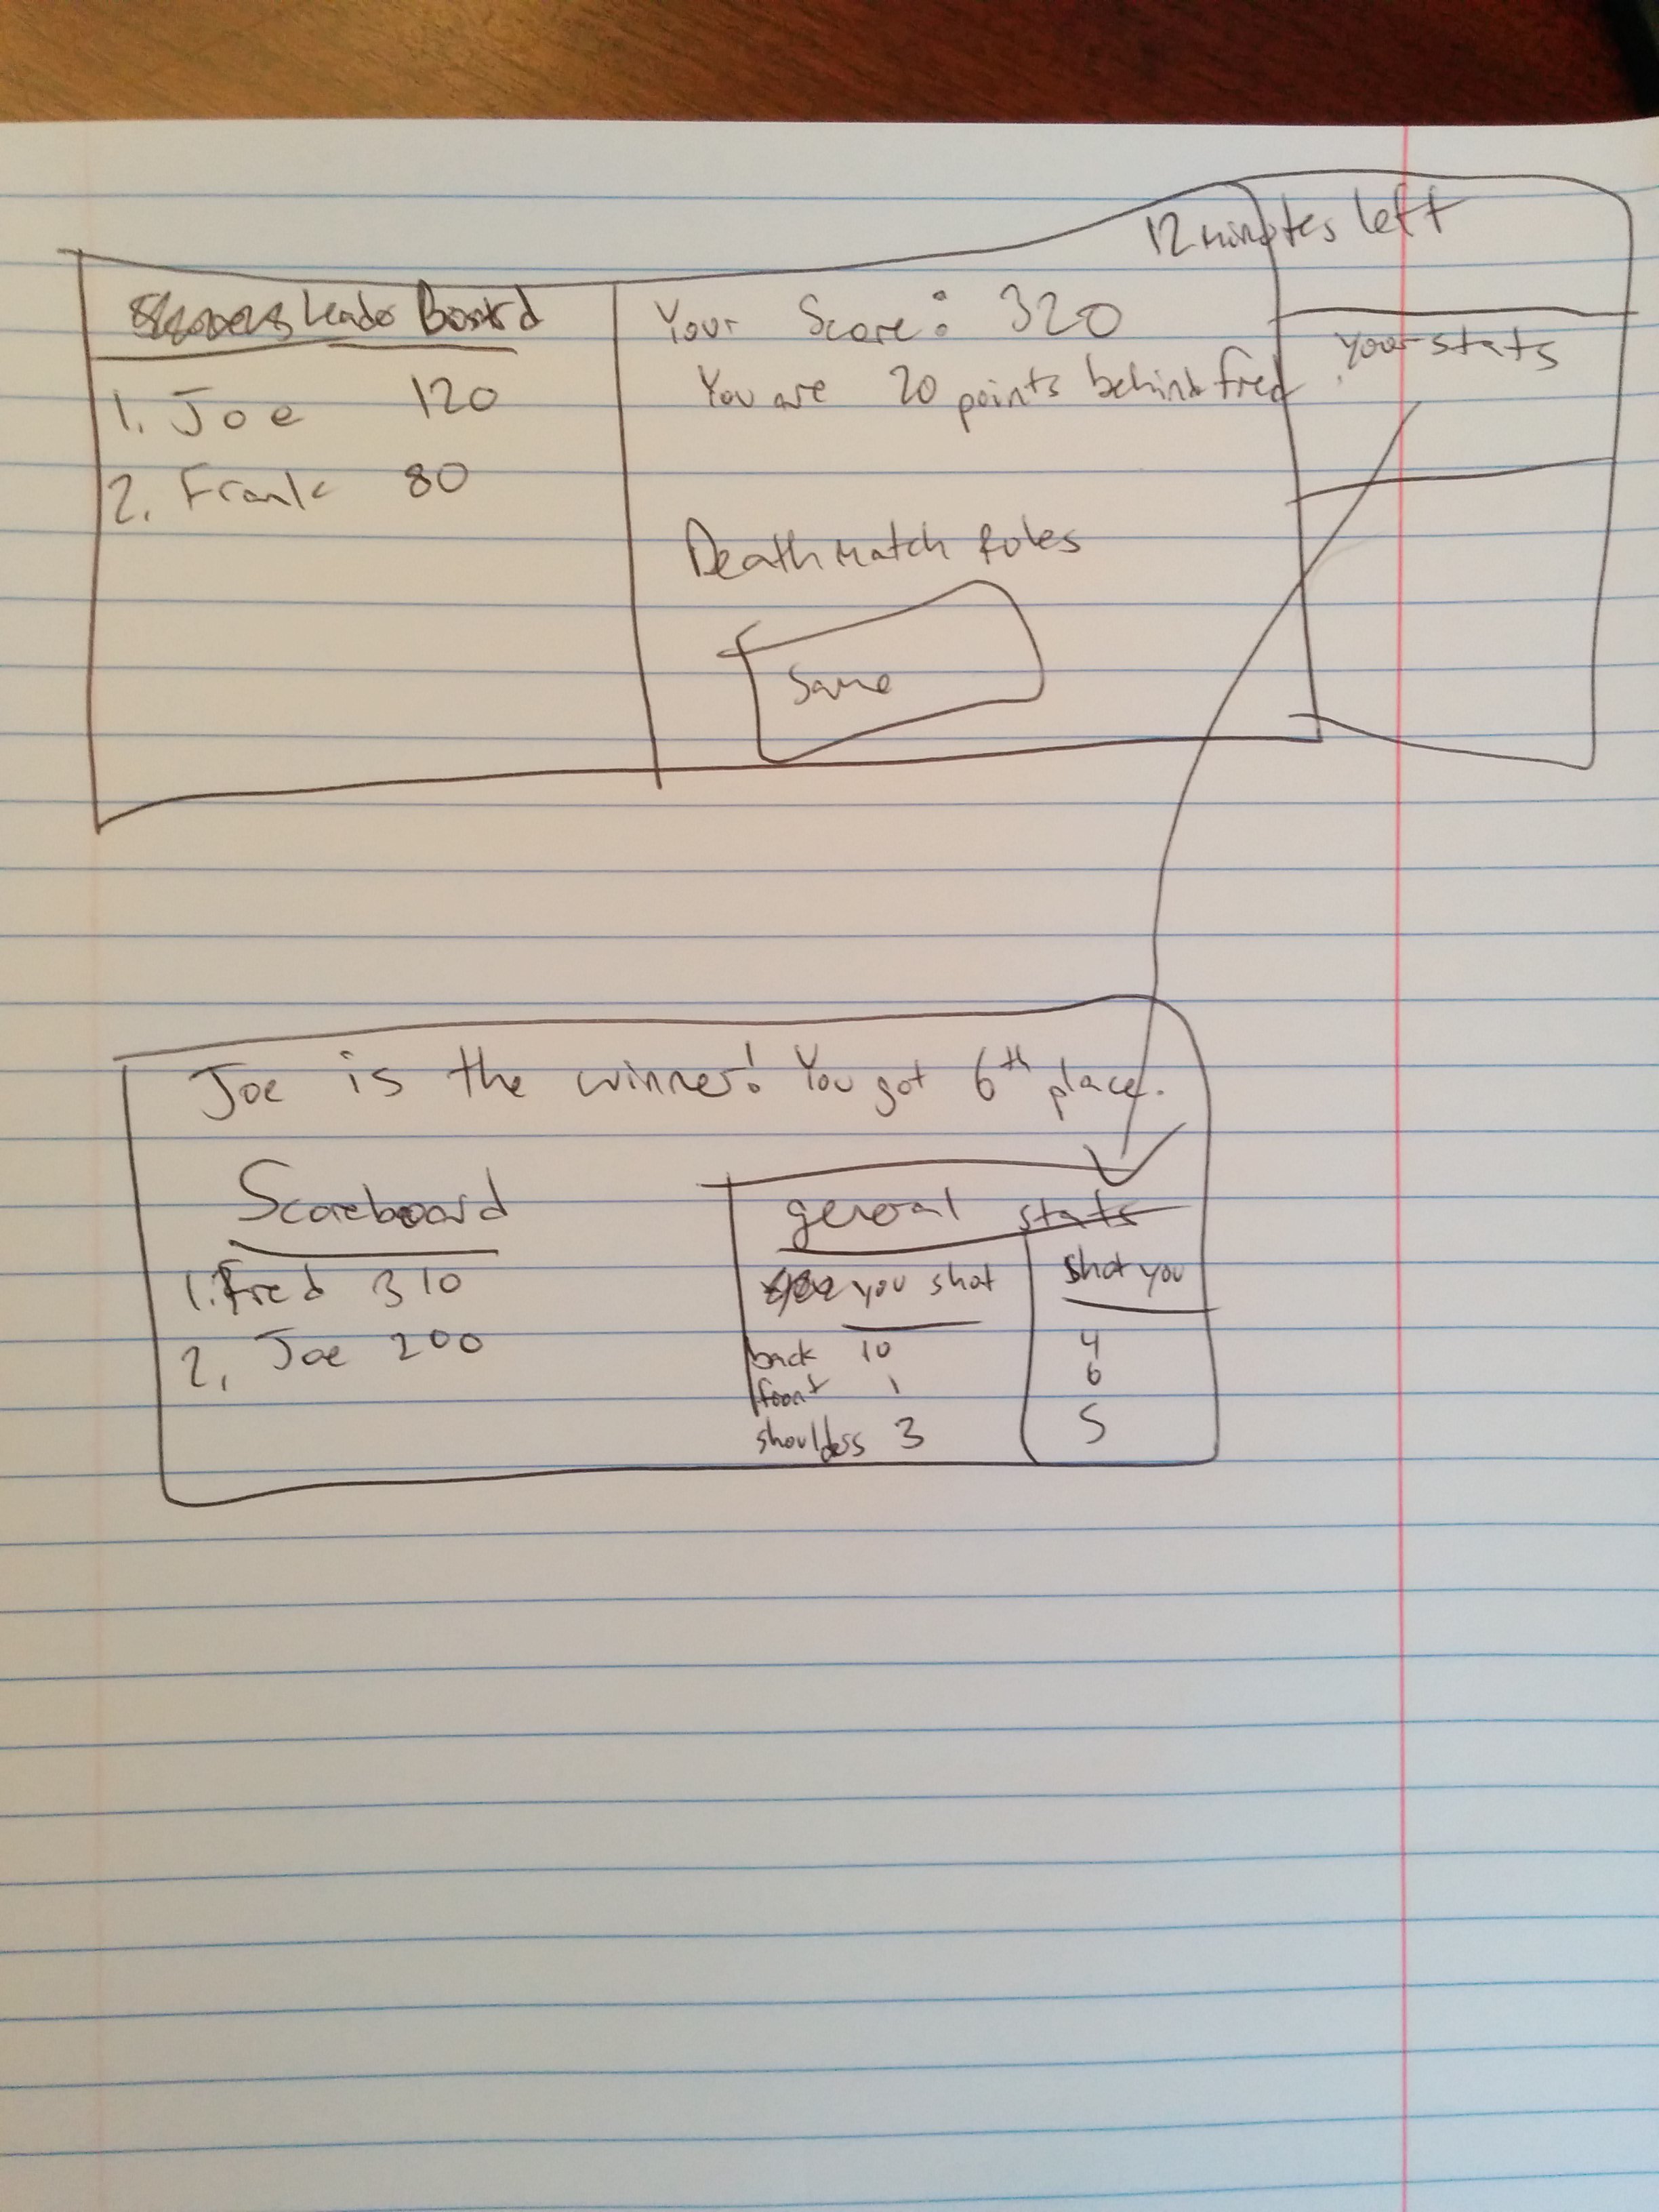 12 minutes left
Leader Board
1. Joe 120
2. Frank 80
Your Score: 320
You are 20 points behind fred
Deathmatch Rules
Same
your stats
Joe is the winner! You got 6th place.
Scoreboard
1. Fred 310
2. Joe 200
general stats
you shot
shot you
back 10 4
front 1 6
shoulders 3 5